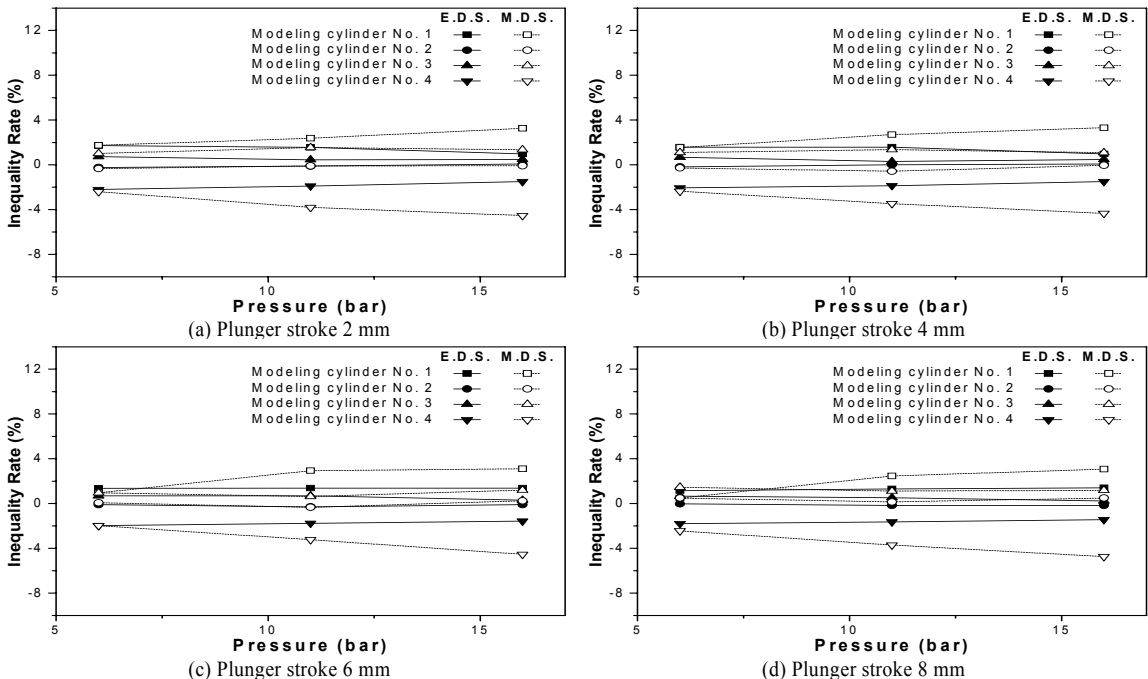 E.D.S. M.D.S.
Modeling cylinder No. 1
Modeling cylinder No. 2
Modeling cylinder No. 3
Modeling cylinder No. 4
12
8
4
0
-4
-8
Inequality Rate (%)
5 10 15
Pressure (bar)
(a) Plunger stroke 2 mm
E.D.S. M.D.S.
Modeling cylinder No. 1
Modeling cylinder No. 2
Modeling cylinder No. 3
Modeling cylinder No. 4
12
8
4
0
-4
-8
Inequality Rate (%)
5 10 15
Pressure (bar)
(b) Plunger stroke 4 mm
E.D.S. M.D.S.
Modeling cylinder No. 1
Modeling cylinder No. 2
Modeling cylinder No. 3
Modeling cylinder No. 4
12
8
4
0
-4
-8
Inequality Rate (%)
5 10 15
Pressure (bar)
(c) Plunger stroke 6 mm
E.D.S. M.D.S.
Modeling cylinder No. 1
Modeling cylinder No. 2
Modeling cylinder No. 3
Modeling cylinder No. 4
12
8
4
0
-4
-8
Inequality Rate (%)
5 10 15
Pressure (bar)
(d) Plunger stroke 8 mm